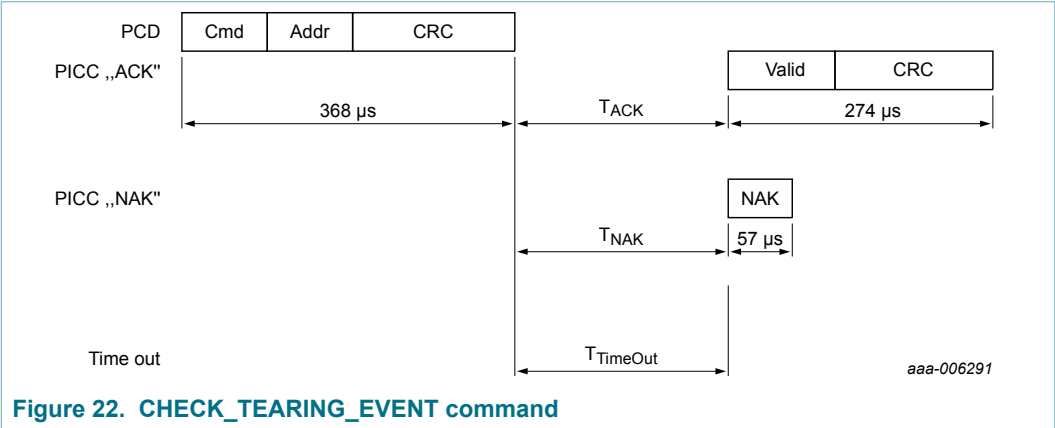 PCD Cmd Addr CRC
PICC ,,ACK" Valid CRC
368 µs TACK 274 µs
PICC ,,NAK" NAK
TNAK 57 µs
Time out TTimeOut aaa-006291
Figure 22. CHECK_TEARING_EVENT command